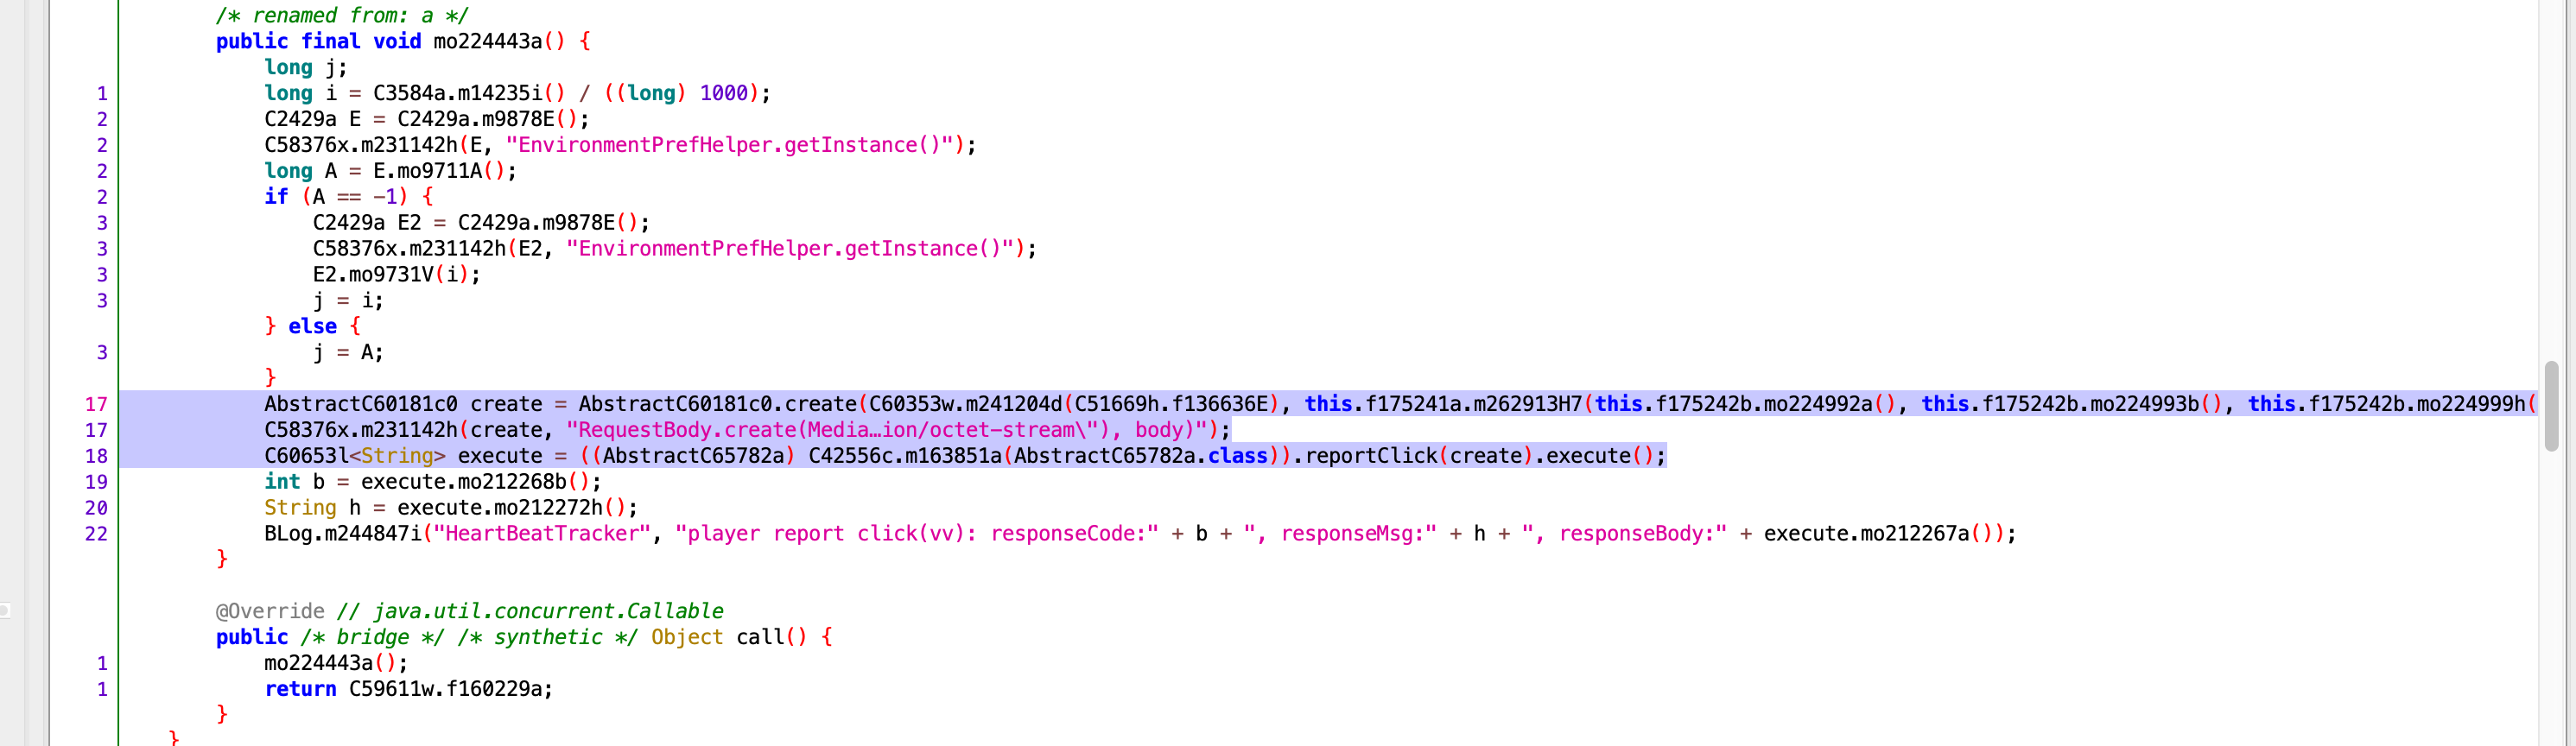 /* renamed from: a */
public final void mo224443a() {
long j;
1 long i = C3584a.m14235i() / ((long) 1000);
2 C2429a E = C2429a.m9878E();
2 C58376x.m231142h(E, "EnvironmentPrefHelper.getInstance()");
2 long A = E.mo9711A();
2 if (A == -1) {
3 C2429a E2 = C2429a.m9878E();
3 C58376x.m231142h(E2, "EnvironmentPrefHelper.getInstance()");
3 E2.mo9731V(i);
3 j = i;
} else {
3 j = A;
}
17 AbstractC60181c0 create = AbstractC60181c0.create(C60353w.m241204d(C51669h.f136636E), this.f175241a.m262913H7(this.f175242b.mo224992a(), this.f175242b.mo224993b(), this.f175242b.mo224999h(
17 C58376x.m231142h(create, "RequestBody.create(Media…ion/octet-stream\"), body)");
18 C60653l<String> execute = ((AbstractC65782a) C42556c.m163851a(AbstractC65782a.class)).reportClick(create).execute();
19 int b = execute.mo212268b();
20 String h = execute.mo212272h();
22 BLog.m244847i("HeartBeatTracker", "player report click(vv): responseCode:" + b + ", responseMsg:" + h + ", responseBody:" + execute.mo212267a());
}
@Override // java.util.concurrent.Callable
public /* bridge */ /* synthetic */ Object call() {
1 mo224443a();
1 return C59611w.f160229a;
}
}